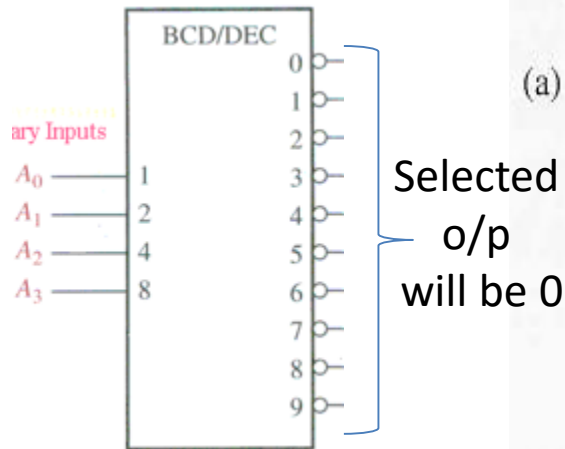 BCD/DEC
0
1
2
(a)
ary Inputs
A₀ 1 3
A₁ 2 4
A₂ 4 5
A₃ 8 6
7
8
9
Selected
o/p
will be 0